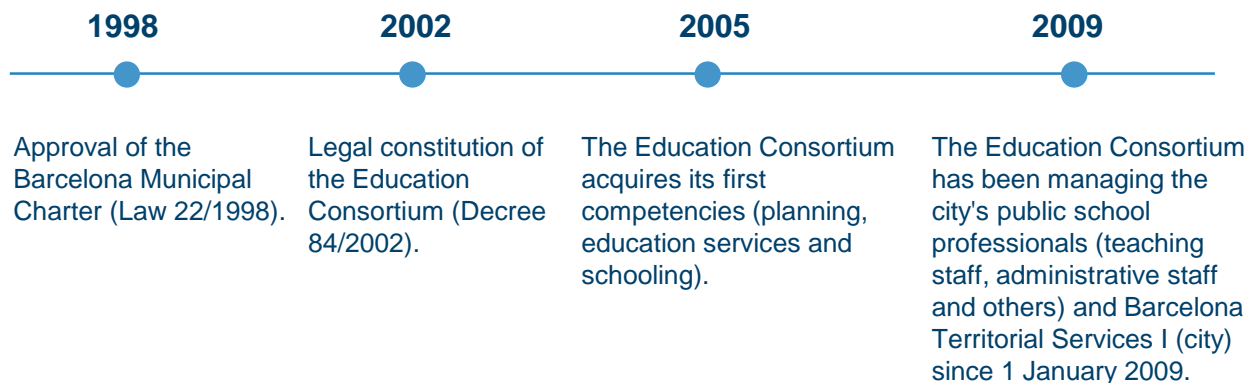 1998
Approval of the
Barcelona Municipal
Charter (Law 22/1998).
2002
Legal constitution of
the Education
Consortium (Decree
84/2002).
2005
The Education Consortium
acquires its first
competencies (planning,
education services and
schooling).
2009
The Education Consortium
has been managing the
city's public school
professionals (teaching
staff, administrative staff
and others) and Barcelona
Territorial Services I (city)
since 1 January 2009.